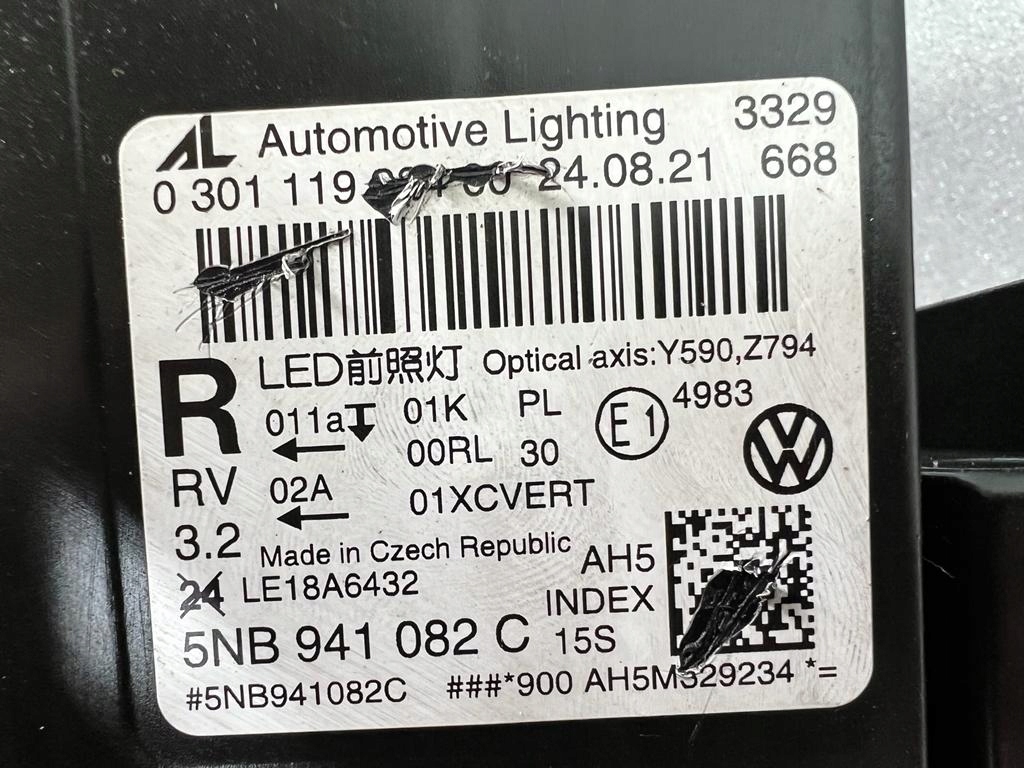 AL Automotive Lighting 3329
0 301 119 24.08.21 668
R LED前照灯 Optical axis:Y590,Z794
011a 01K PL E1 4983
00RL 30
RV 02A 01XCVERT
3.2 Made in Czech Republic AH5
24 LE18A6432 INDEX
5NB 941 082 C 15S
#5NB941082C ###*900 AH5M329234 *=